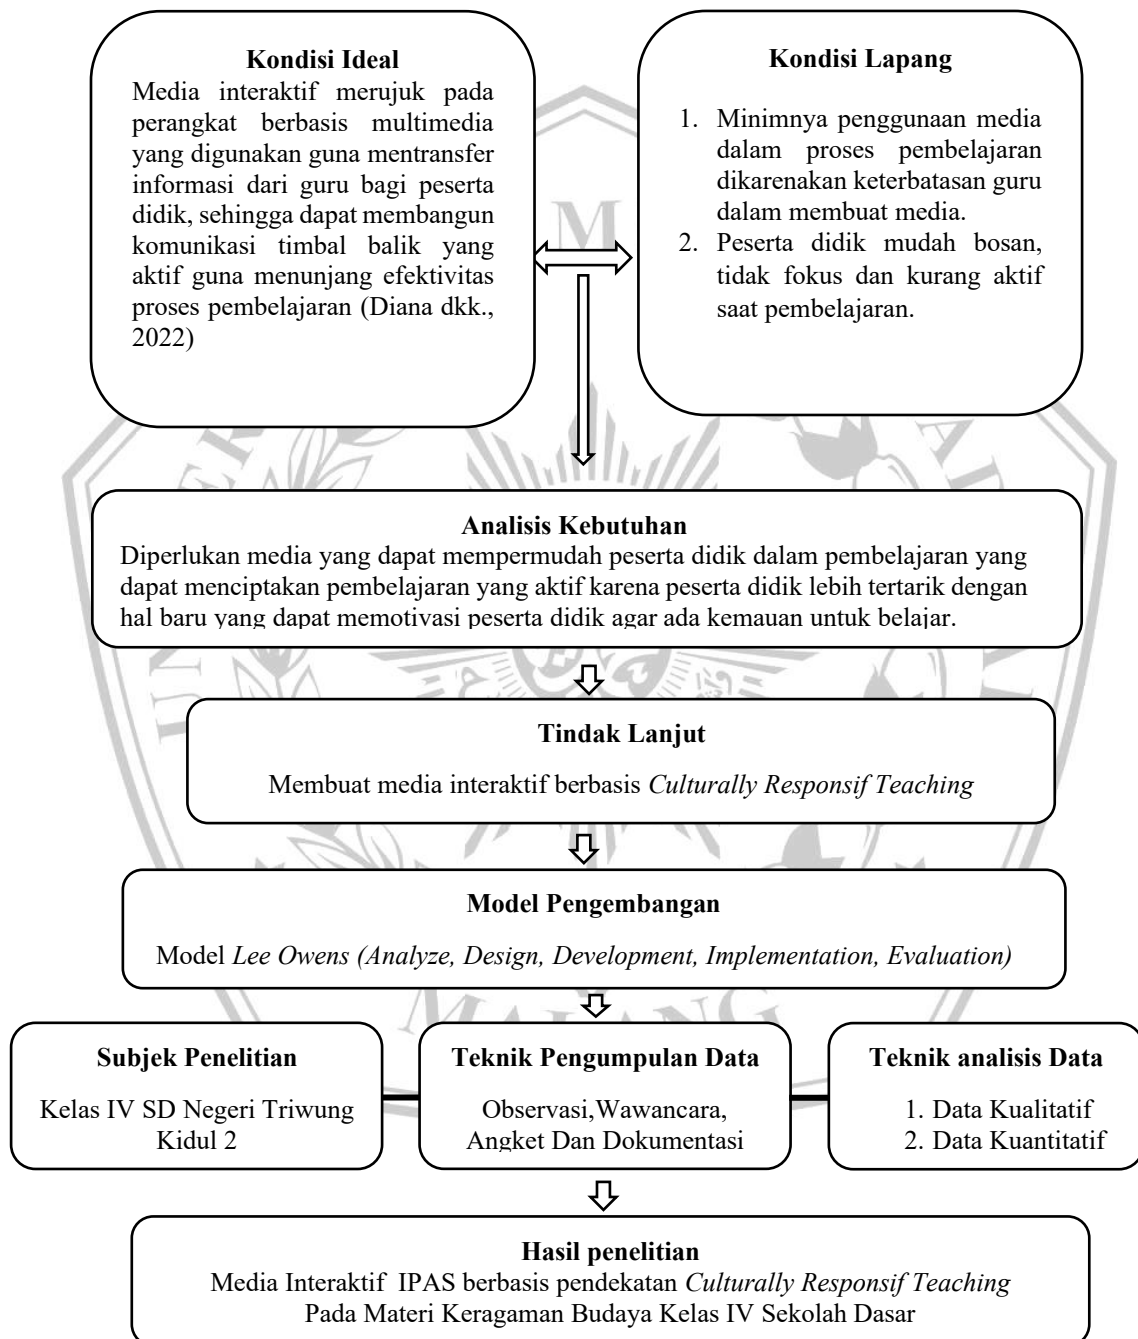 Kondisi Ideal
Media interaktif merujuk pada
perangkat berbasis multimedia
yang digunakan guna mentransfer
informasi dari guru bagi peserta
didik, sehingga dapat membangun
komunikasi timbal balik yang
aktif guna menunjang efektivitas
proses pembelajaran (Diana dkk.,
2022)
Kondisi Lapang
1. Minimnya penggunaan media
dalam proses pembelajaran
dikarenakan keterbatasan guru
dalam membuat media.
2. Peserta didik mudah bosan,
tidak fokus dan kurang aktif
saat pembelajaran.
Analisis Kebutuhan
Diperlukan media yang dapat mempermudah peserta didik dalam pembelajaran yang
dapat menciptakan pembelajaran yang aktif karena peserta didik lebih tertarik dengan
hal baru yang dapat memotivasi peserta didik agar ada kemauan untuk belajar.
Tindak Lanjut
Membuat media interaktif berbasis Culturally Responsif Teaching
Model Pengembangan
Model Lee Owens (Analyze, Design, Development, Implementation, Evaluation)
MALANG
Subjek Penelitian
Kelas IV SD Negeri Triwung
Kidul 2
Teknik Pengumpulan Data
Observasi,Wawancara,
Angket Dan Dokumentasi
Teknik analisis Data
1. Data Kualitatif
2. Data Kuantitatif
Hasil penelitian
Media Interaktif IPAS berbasis pendekatan Culturally Responsif Teaching
Pada Materi Keragaman Budaya Kelas IV Sekolah Dasar